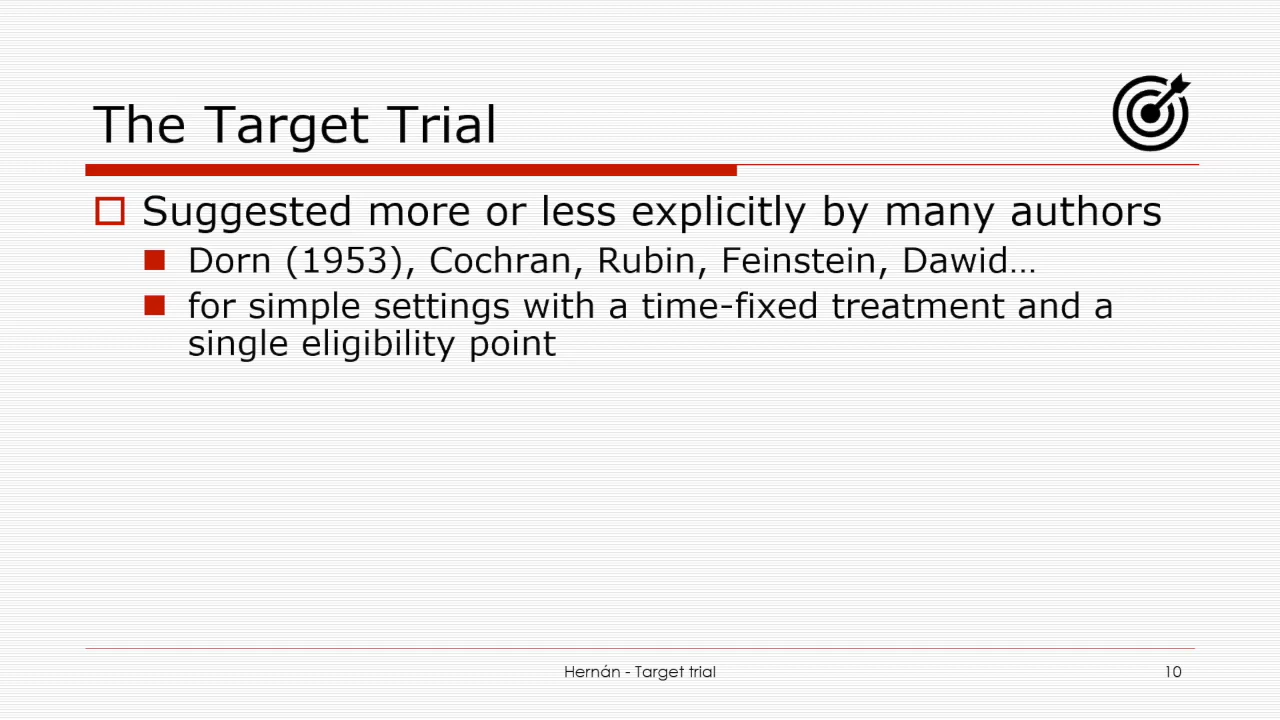 The Target Trial
Suggested more or less explicitly by many authors
Dorn (1953), Cochran, Rubin, Feinstein, Dawid…
for simple settings with a time-fixed treatment and a
single eligibility point
Hernán - Target trial
10